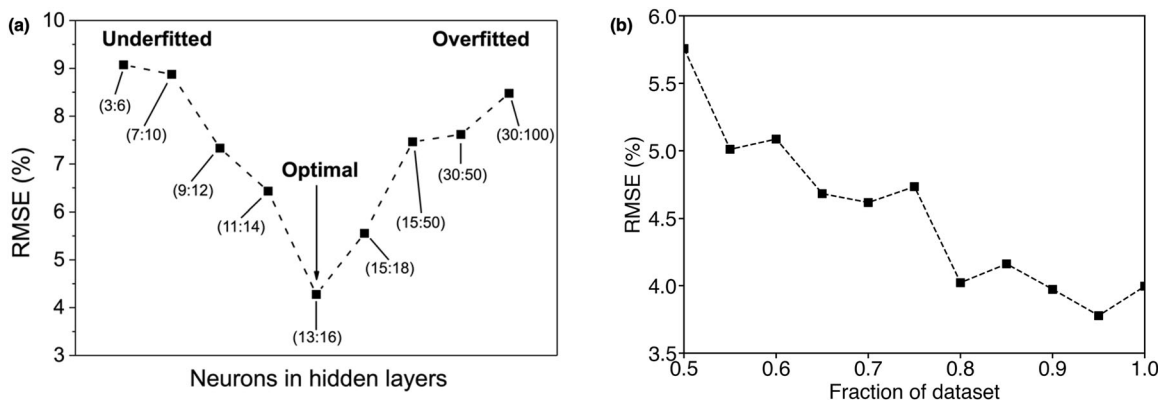 (a)
10
9
8
7
6
5
4
3
RMSE (%)
Underfitted
Overfitted
Optimal
(3:6)
(7:10)
(9:12)
(11:14)
(13:16)
(15:18)
(15:50)
(30:50)
(30:100)
Neurons in hidden layers
(b)
6.0
5.5
5.0
4.5
4.0
3.5
RMSE (%)
0.5 0.6 0.7 0.8 0.9 1.0
Fraction of dataset